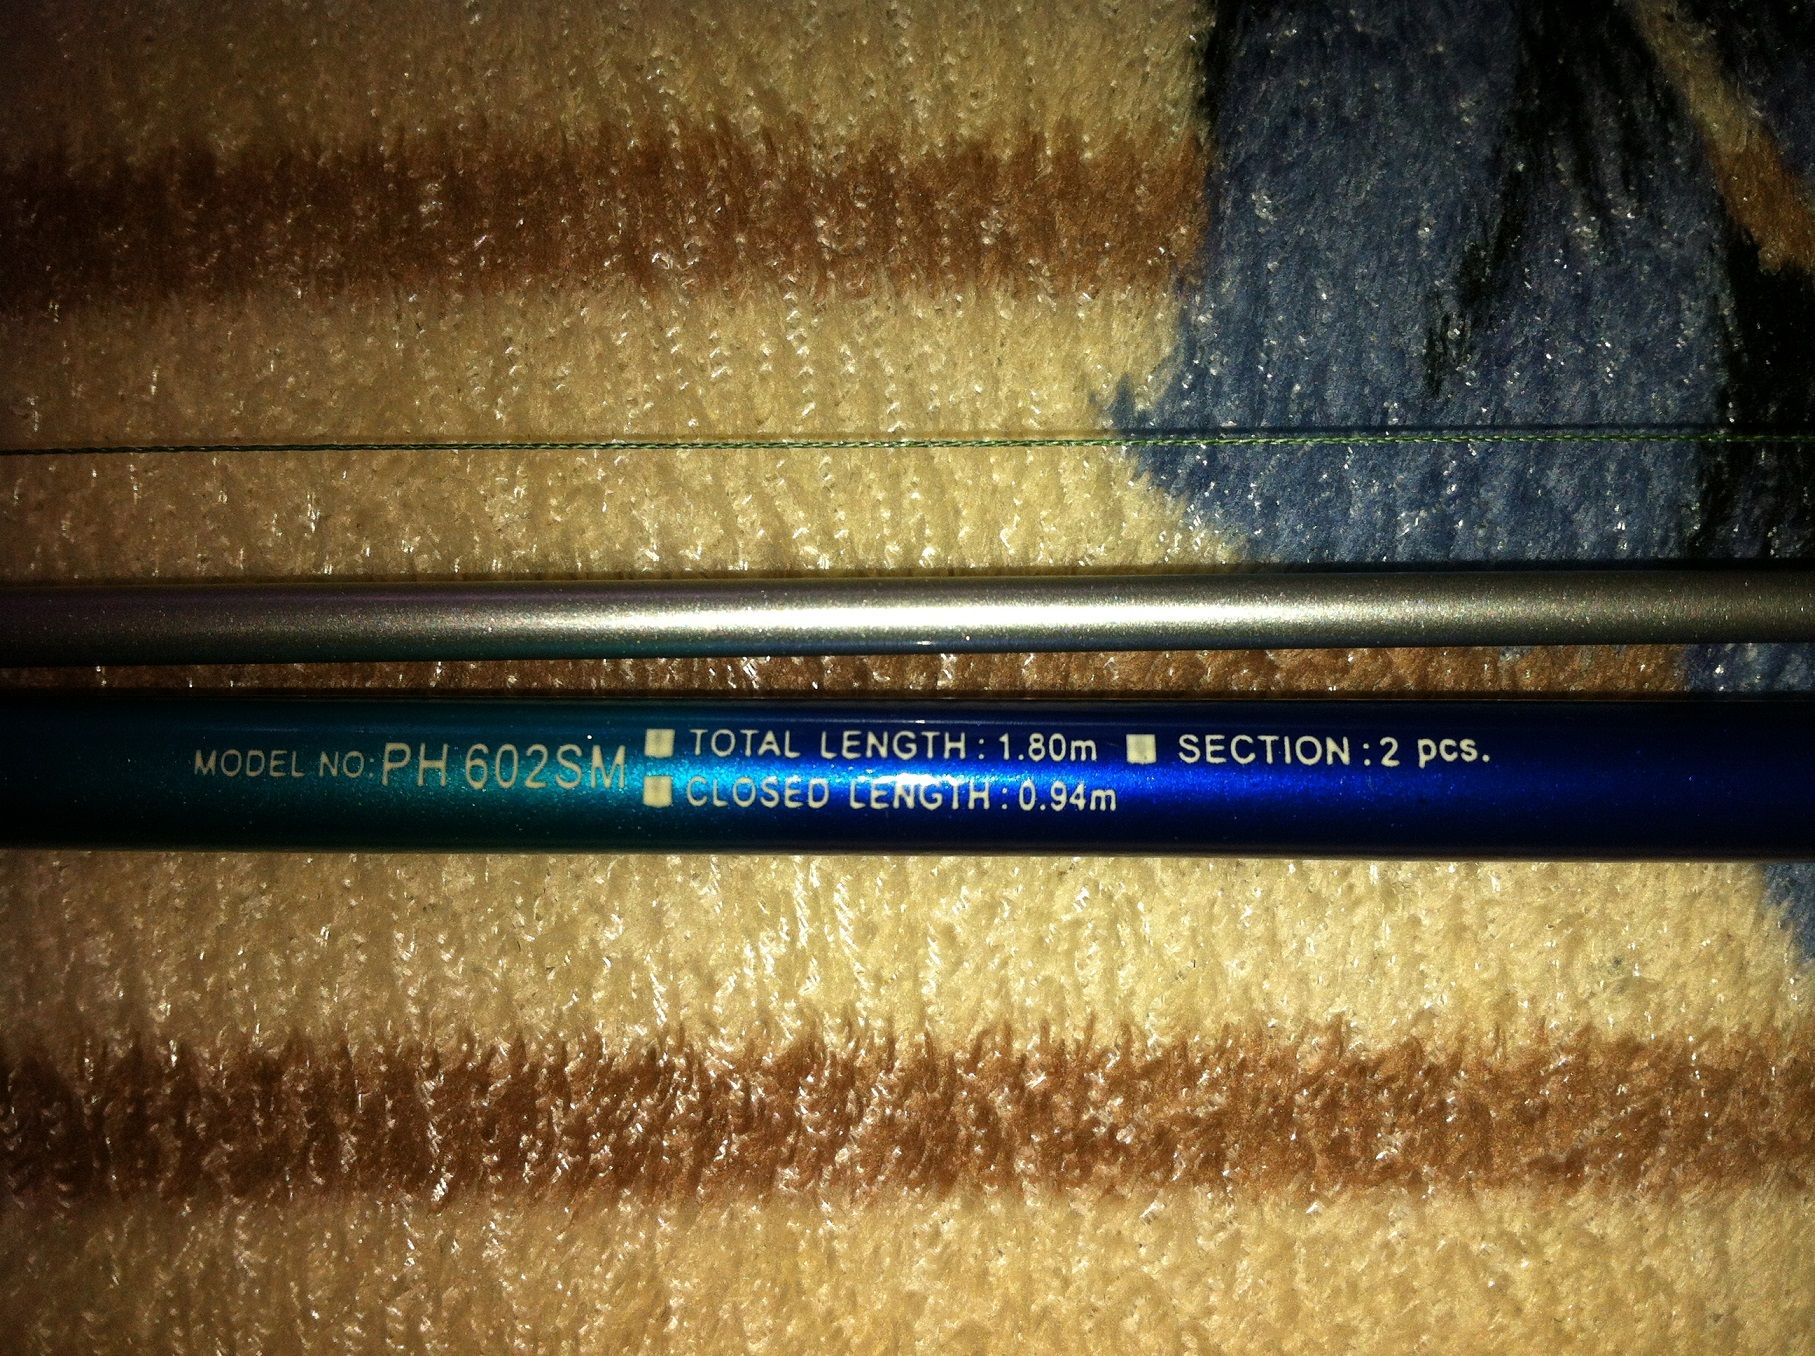 MODEL NO: PH 602SM ■ TOTAL LENGTH : 1.80m ■ SECTION : 2 pcs.
■ CLOSED LENGTH : 0.94m